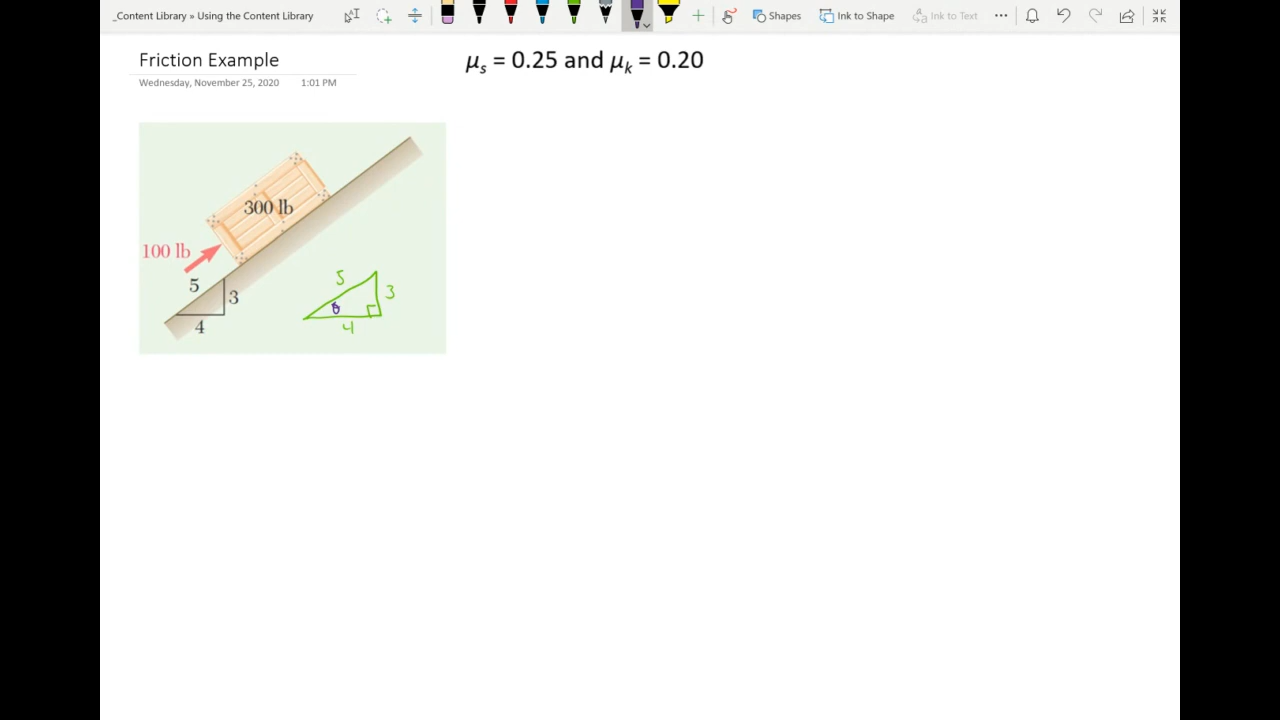 _Content Library » Using the Content Library
Shapes
Ink to Shape
Ink to Text
Friction Example
μs = 0.25 and μk = 0.20
Wednesday, November 25, 2020 1:01 PM
300 lb
100 lb
5
3
4
5
3
θ
4